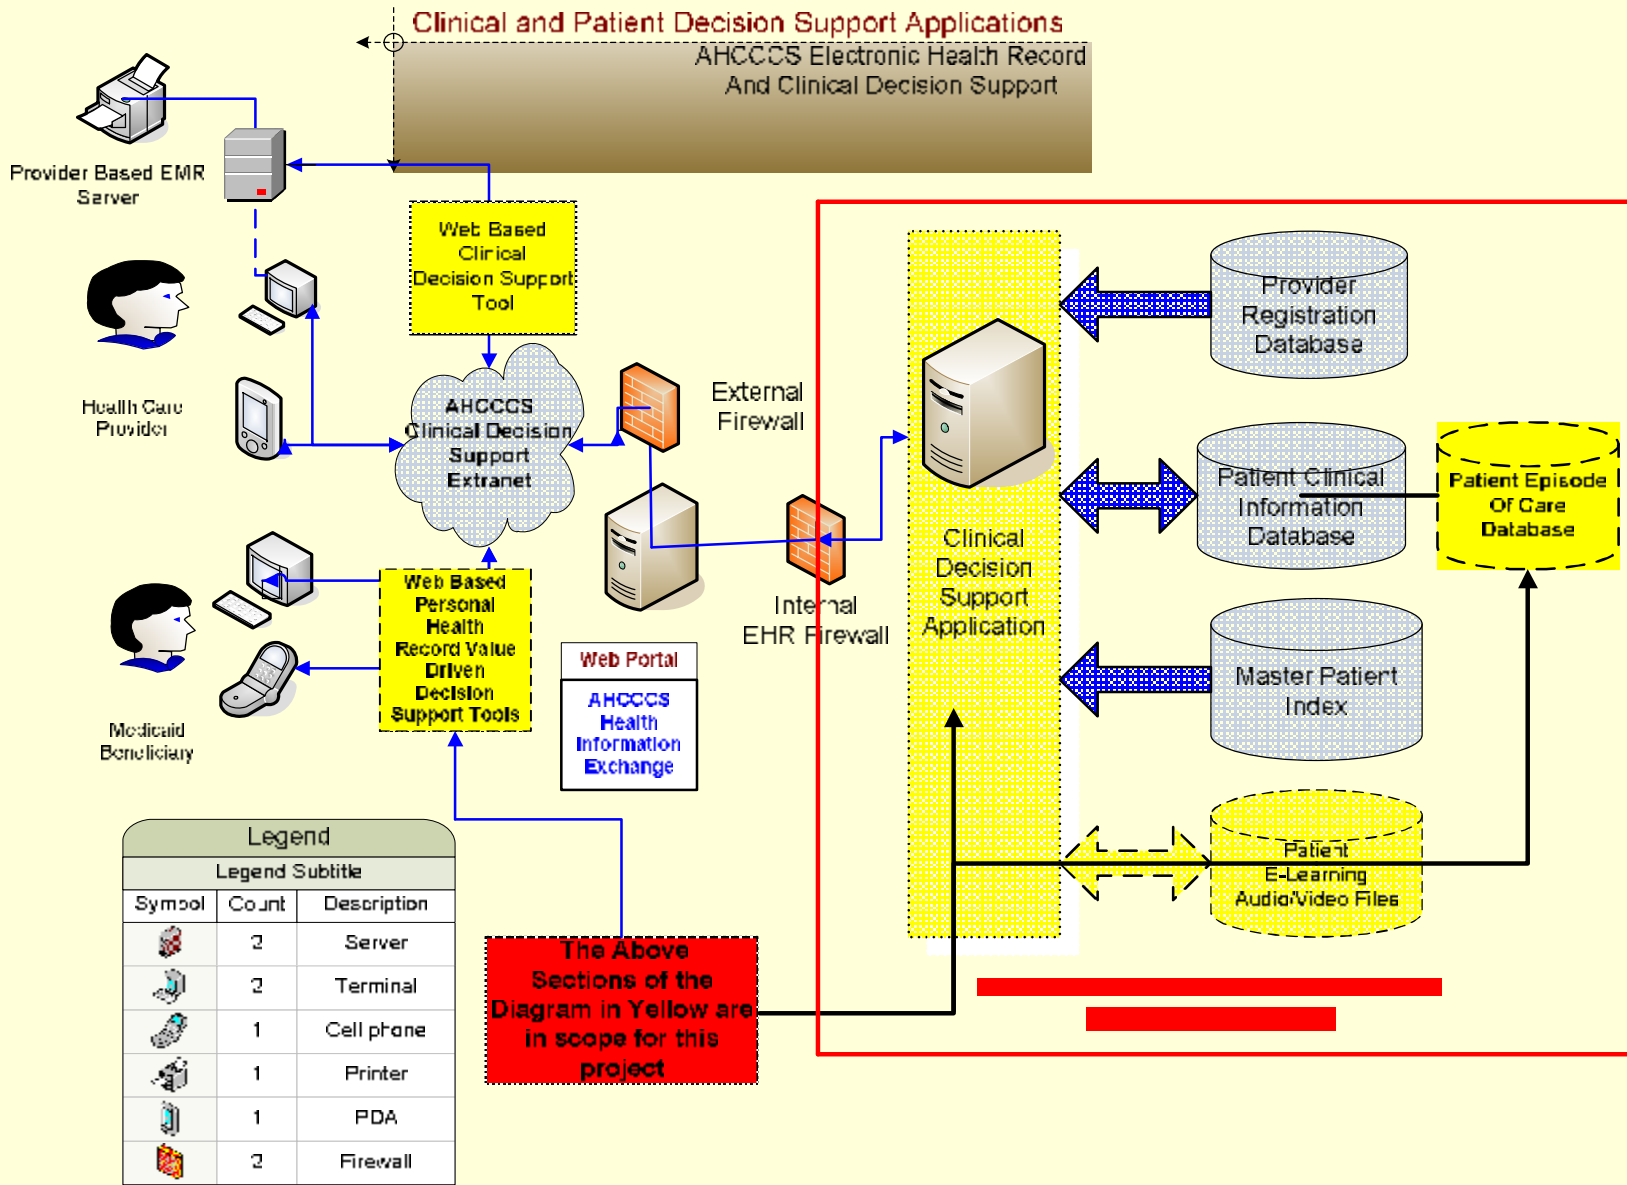 Clinical and Patient Decision Support Applications
AHCCCS Electronic Health Record
And Clinical Decision Support
Provider Based EMR
Server
Web Based
Clinical
Decision Support
Tool
Health Care
Provider
AHCCCS
Clinical Decision
Support
Extranet
External
Firewall
Internal
EHR Firewall
Clinical
Decision
Support
Application
Provider
Registration
Database
Patient Clinical
Information
Database
Patient Episode
Of Care
Database
Master Patient
Index
Patient
E-Learning
Audio/Video Files
Medicaid
Beneficiary
Web Based
Personal
Health
Record Value
Driven
Decision
Support Tools
Web Portal
AHCCCS
Health
Information
Exchange
Legend
Legend Subtitle
Symbol Count Description
2 Server
2 Terminal
1 Cell phone
1 Printer
1 PDA
2 Firewall
The Above
Sections of the
Diagram in Yellow are
in scope for this
project